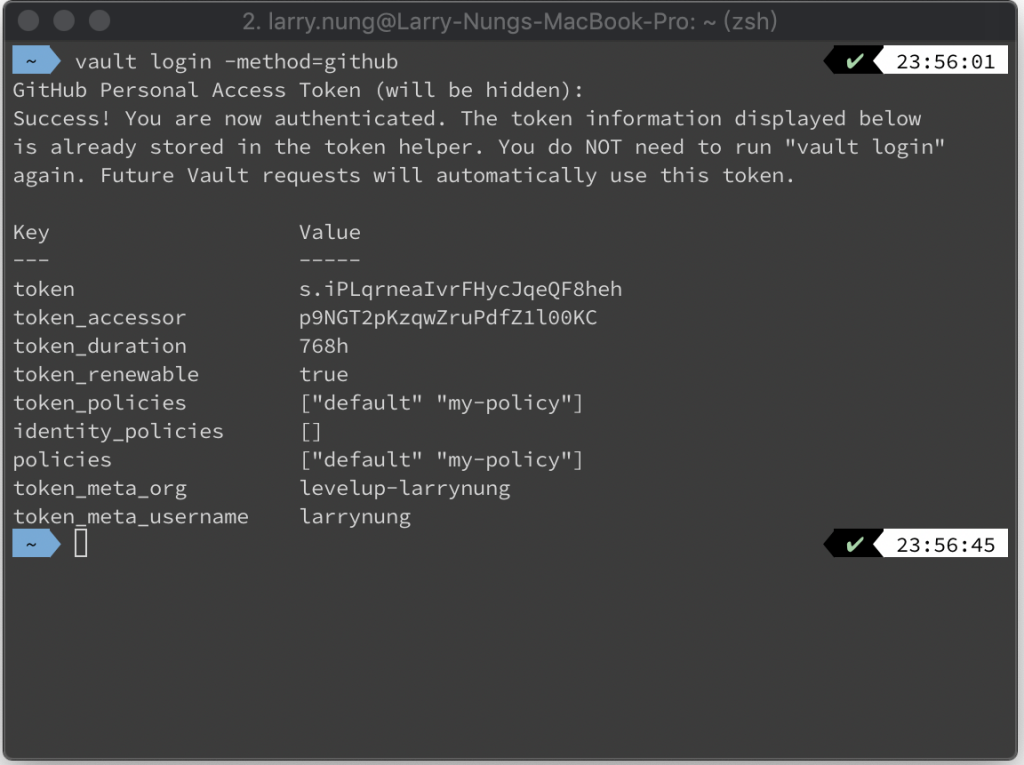 2. larry.nung@Larry-Nungs-MacBook-Pro: ~ (zsh)
~ vault login -method=github ✔ 23:56:01
GitHub Personal Access Token (will be hidden):
Success! You are now authenticated. The token information displayed below
is already stored in the token helper. You do NOT need to run "vault login"
again. Future Vault requests will automatically use this token.
Key Value
--- -----
token s.iPLqrneaIvrFHycJqeQF8heh
token_accessor p9NGT2pKzqwZruPdfZ1l00KC
token_duration 768h
token_renewable true
token_policies ["default" "my-policy"]
identity_policies []
policies ["default" "my-policy"]
token_meta_org levelup-larrynung
token_meta_username larrynung
~ ✔ 23:56:45